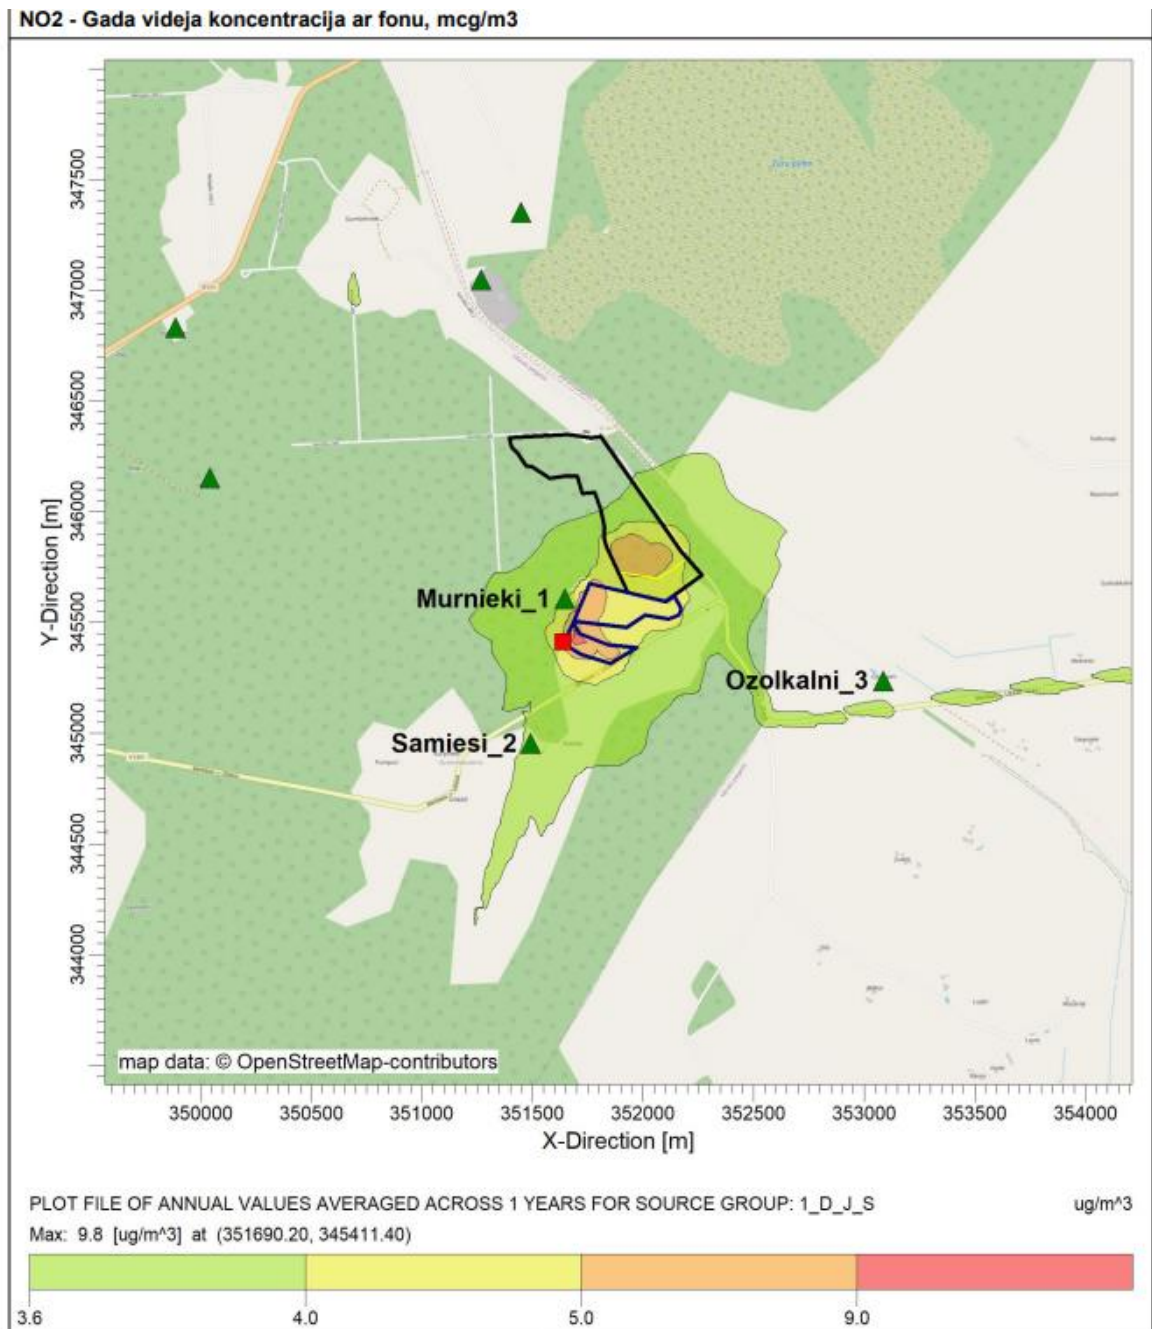 NO2 - Gada videja koncentracija ar fonu, mcg/m3
347500
347000
346500
346000
345500
345000
344500
344000
Y-Direction [m]
Murnieki_1
Ozolkalni_3
Samiesi_2
map data: © OpenStreetMap-contributors
350000 350500 351000 351500 352000 352500 353000 353500 354000
X-Direction [m]
PLOT FILE OF ANNUAL VALUES AVERAGED ACROSS 1 YEARS FOR SOURCE GROUP: 1_D_J_S ug/m^3
Max: 9.8 [ug/m^3] at (351690.20, 345411.40)
3.6 4.0 5.0 9.0